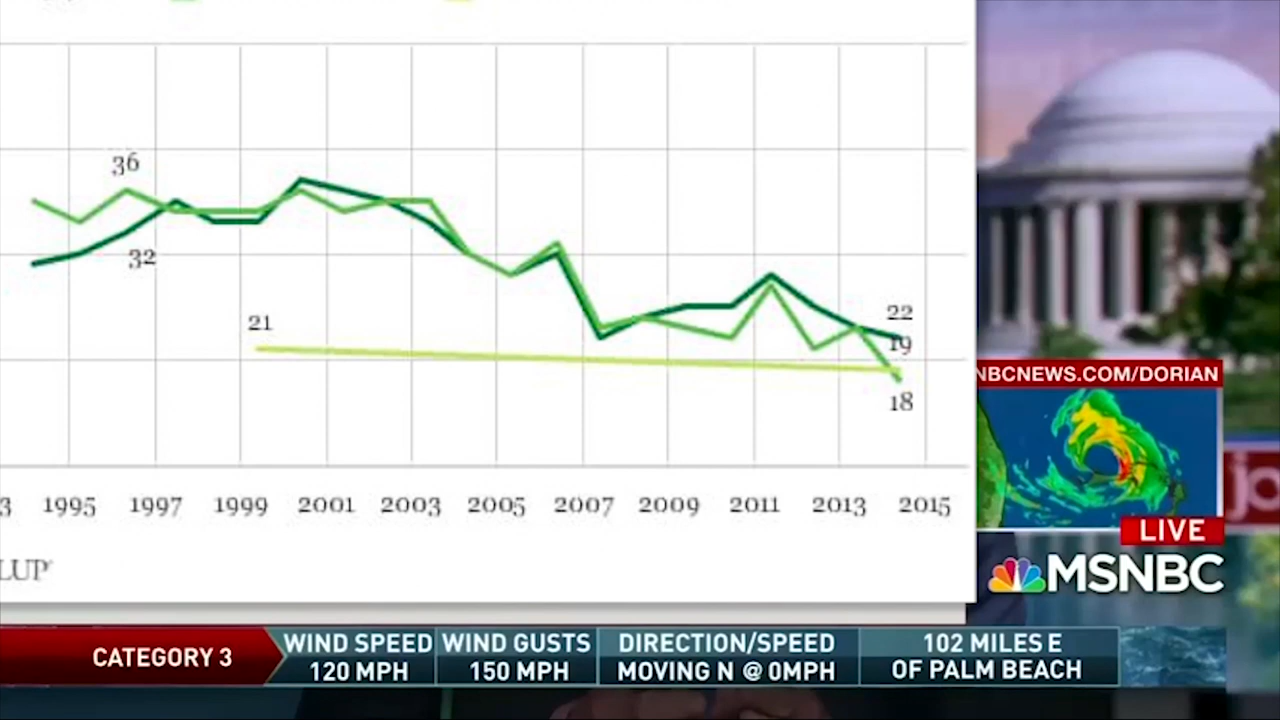 36
32
21
22
19
18
1995 1997 1999 2001 2003 2005 2007 2009 2011 2013 2015
NBCNEWS.COM/DORIAN
LIVE
MSNBC
CATEGORY 3
WIND SPEED
120 MPH
WIND GUSTS
150 MPH
DIRECTION/SPEED
MOVING N @ 0MPH
102 MILES E
OF PALM BEACH